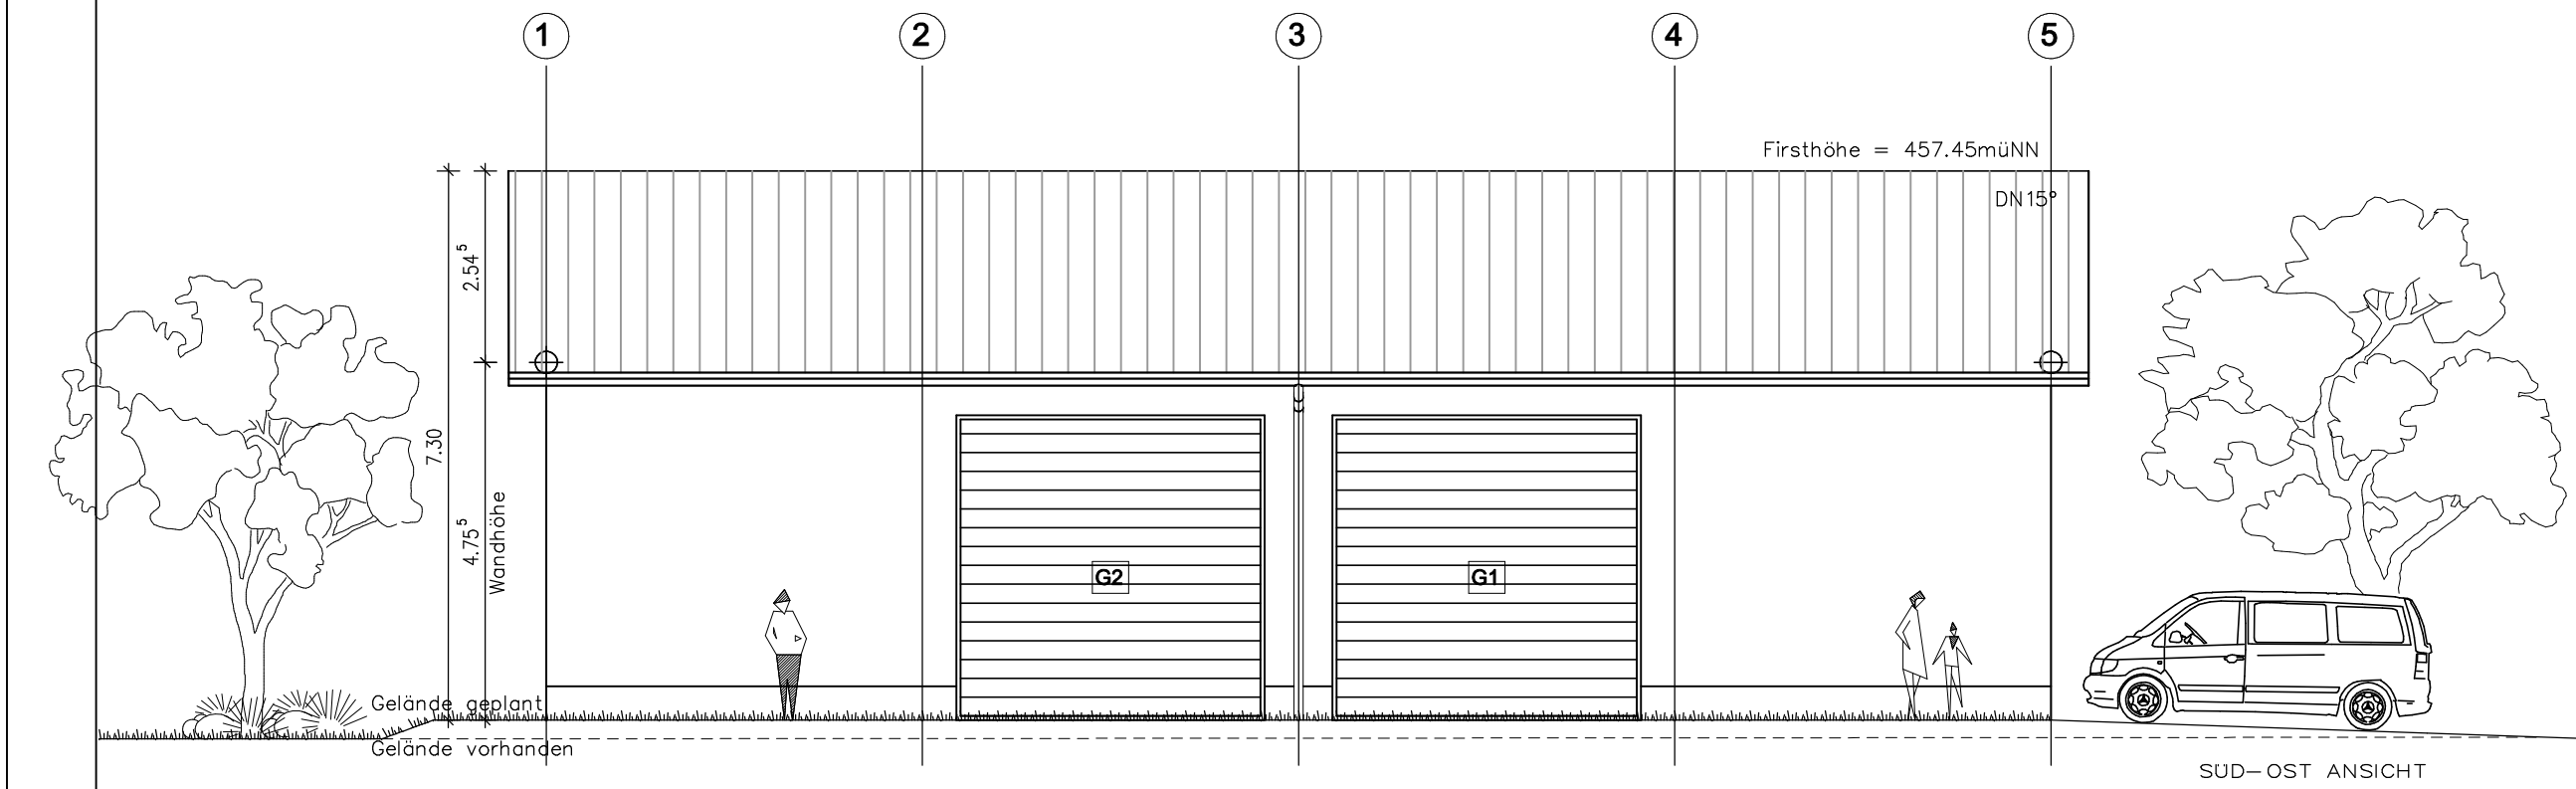 1 2 3 4 5
Firsthöhe = 457.45müNN
DN15°
2.54⁵
7.30
4.75⁵
Wandhöhe
G2 G1
Gelände geplant
Gelände vorhanden
SÜD-OST ANSICHT